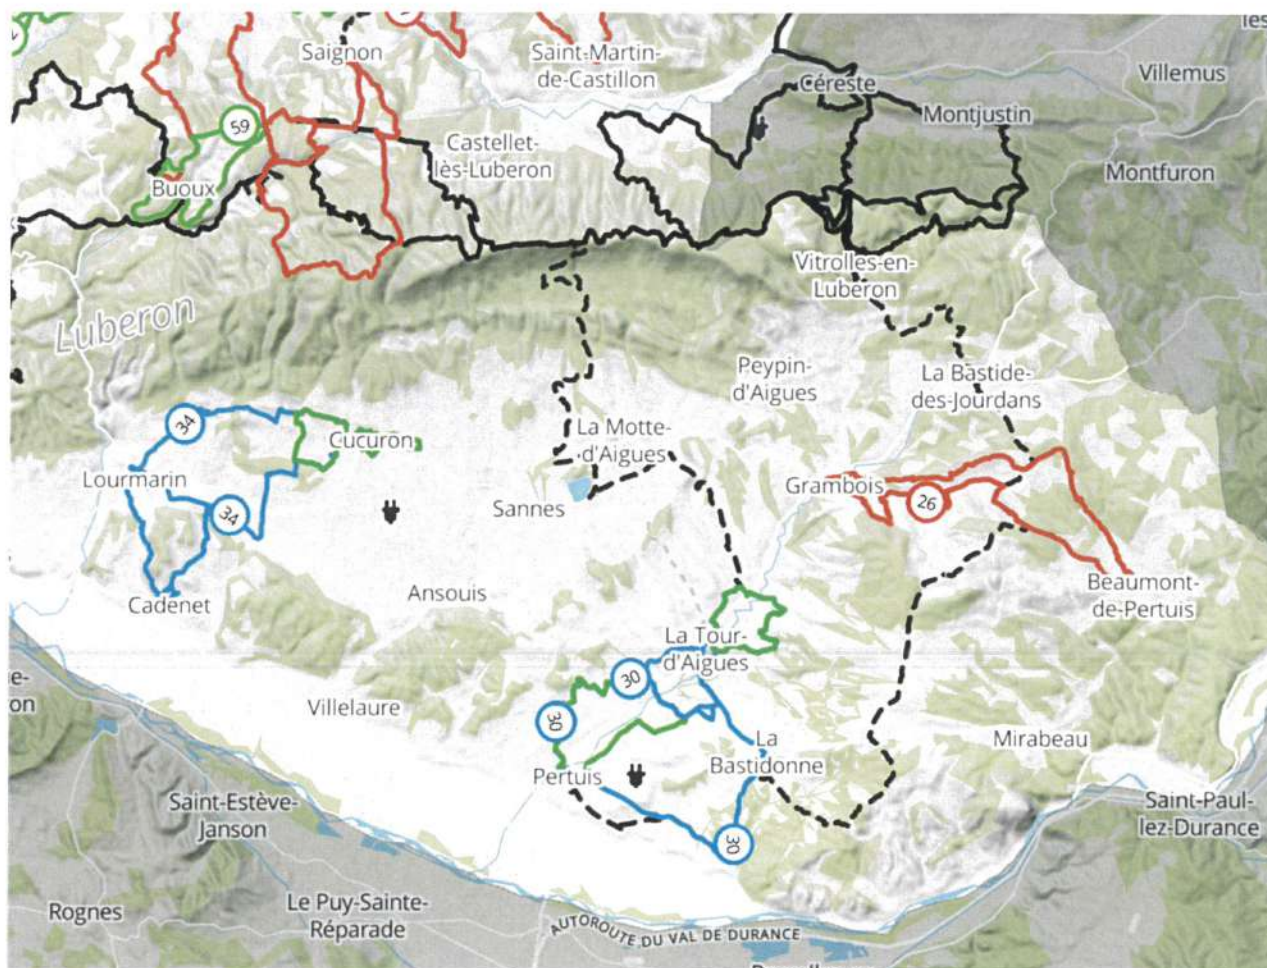 Saignon
Saint-Martin-
de-Castillon
les
Villemus
Céreste
Montjustin
59
Castellet-
lès-Luberon
Montfuron
Buoux
Vitrolles-en-
Luberon
Luberon
Peypin-
d'Aigues
La Bastide-
des-Jourdans
34
Cucuron
La Motte-
d'Aigues
Lourmarin
Grambois
26
34
Sannes
Cadenet
Ansouis
Beaumont-
de-Pertuis
La Tour-
d'Aigues
30
e-
on
Villelaure
30
La
Bastidonne
Mirabeau
Pertuis
Saint-Estève-
Janson
Saint-Paul-
lez-Durance
30
Rognes
Le Puy-Sainte-
Réparade
AUTOROUTE DU VAL DE DURANCE